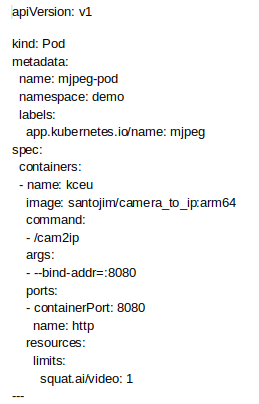 apiVersion: v1
kind: Pod
metadata:
  name: mjpeg-pod
  namespace: demo
  labels:
    app.kubernetes.io/name: mjpeg
spec:
  containers:
  - name: kceu
    image: santojim/camera_to_ip:arm64
    command:
    - /cam2ip
    args:
    - --bind-addr=:8080
    ports:
    - containerPort: 8080
      name: http
    resources:
      limits:
        squat.ai/video: 1
---